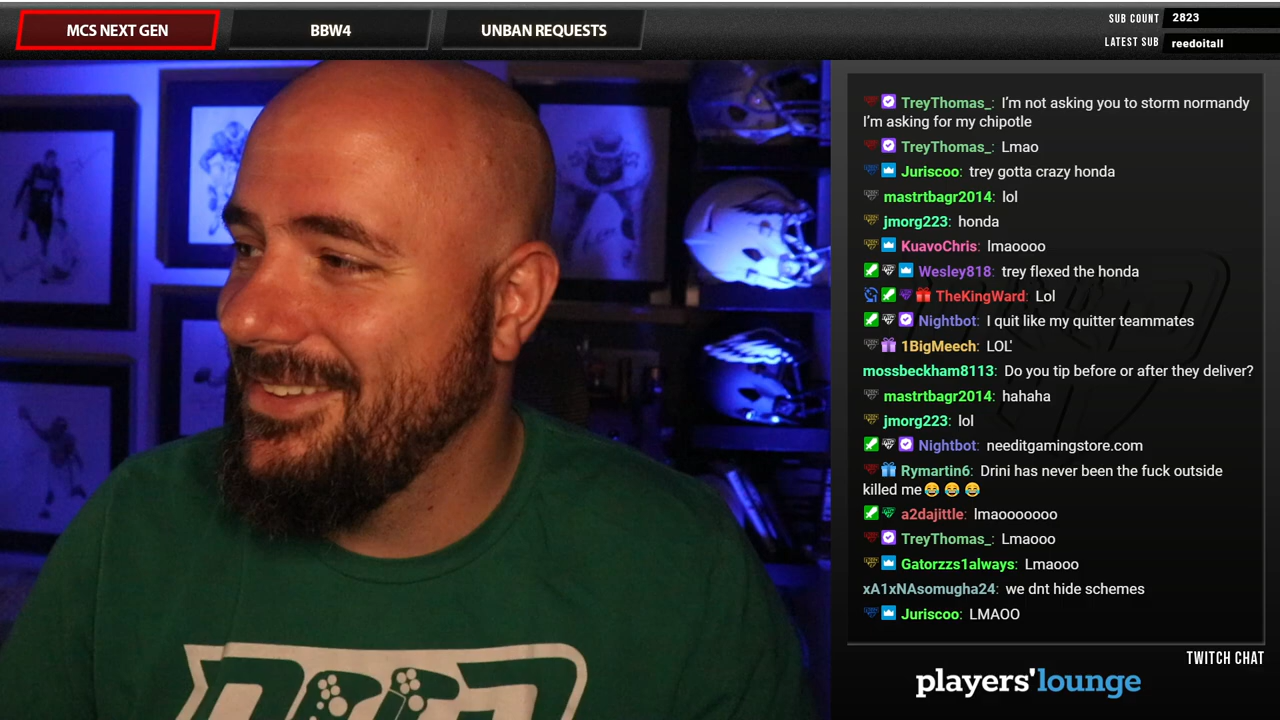 MCS NEXT GEN
BBW4
UNBAN REQUESTS
SUB COUNT 2823
LATEST SUB reedoitall
TreyThomas_: I'm not asking you to storm normandy
I'm asking for my chipotle
TreyThomas_: Lmao
Juriscoo: trey gotta crazy honda
mastrtbagr2014: lol
jmorg223: honda
KuavoChris: lmaoooo
Wesley818: trey flexed the honda
TheKingWard: Lol
Nightbot: I quit like my quitter teammates
1BigMeech: LOL'
mossbeckham8113: Do you tip before or after they deliver?
mastrtbagr2014: hahaha
jmorg223: lol
Nightbot: needitgamingstore.com
Rymartin6: Drini has never been the fuck outside
killed me😂 😂 😂
a2dajittle: lmaooooooo
TreyThomas_: Lmaooo
Gatorzzs1always: Lmaooo
xA1xNAsomugha24: we dnt hide schemes
Juriscoo: LMAOO
TWITCH CHAT
players'lounge